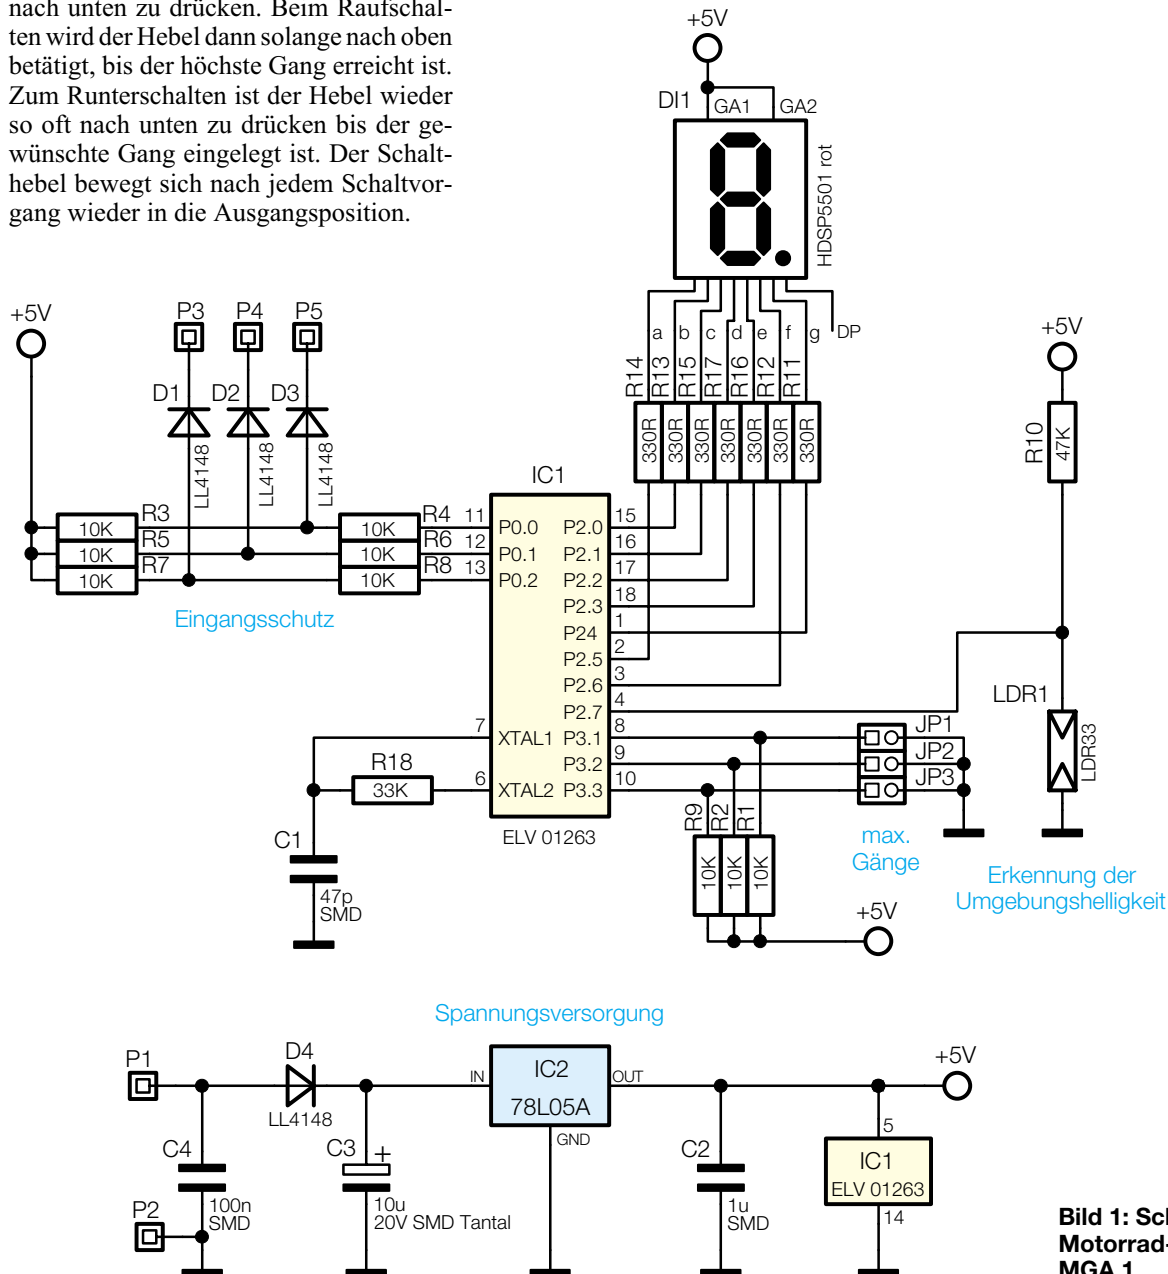 nach unten zu drücken. Beim Raufschal-
ten wird der Hebel dann solange nach oben
betätigt, bis der höchste Gang erreicht ist.
Zum Runterschalten ist der Hebel wieder
so oft nach unten zu drücken bis der ge-
wünschte Gang eingelegt ist. Der Schalt-
hebel bewegt sich nach jedem Schaltvor-
gang wieder in die Ausgangsposition.
+5V
DI1
GA1
GA2
HDSP5501 rot
a
b
c
d
e
f
g
DP
R14
R13
R15
R17
R16
R12
R11
330R
330R
330R
330R
330R
330R
330R
+5V
R10
47K
LDR1
LDR33
Erkennung der
Umgebungshelligkeit
+5V
P3
P4
P5
D1
D2
D3
LL4148
LL4148
LL4148
10K
R3
10K
R4
10K
R5
10K
R6
10K
R7
10K
R8
Eingangsschutz
IC1
11
P0.0
12
P0.1
13
P0.2
7
XTAL1
6
XTAL2
P2.0
15
P2.1
16
P2.2
17
P2.3
18
P24
1
P2.5
2
P2.6
3
P2.7
4
P3.1
8
P3.2
9
P3.3
10
ELV 01263
R18
33K
C1
47p
SMD
JP1
JP2
JP3
max.
Gänge
R9
R2
R1
10K
10K
10K
+5V
Spannungsversorgung
P1
D4
LL4148
IN
IC2
78L05A
OUT
GND
+5V
C4
100n
SMD
P2
C3
+
10u
20V SMD Tantal
C2
1u
SMD
5
IC1
ELV 01263
14
Bild 1: Sc
Motorrad-
MGA 1